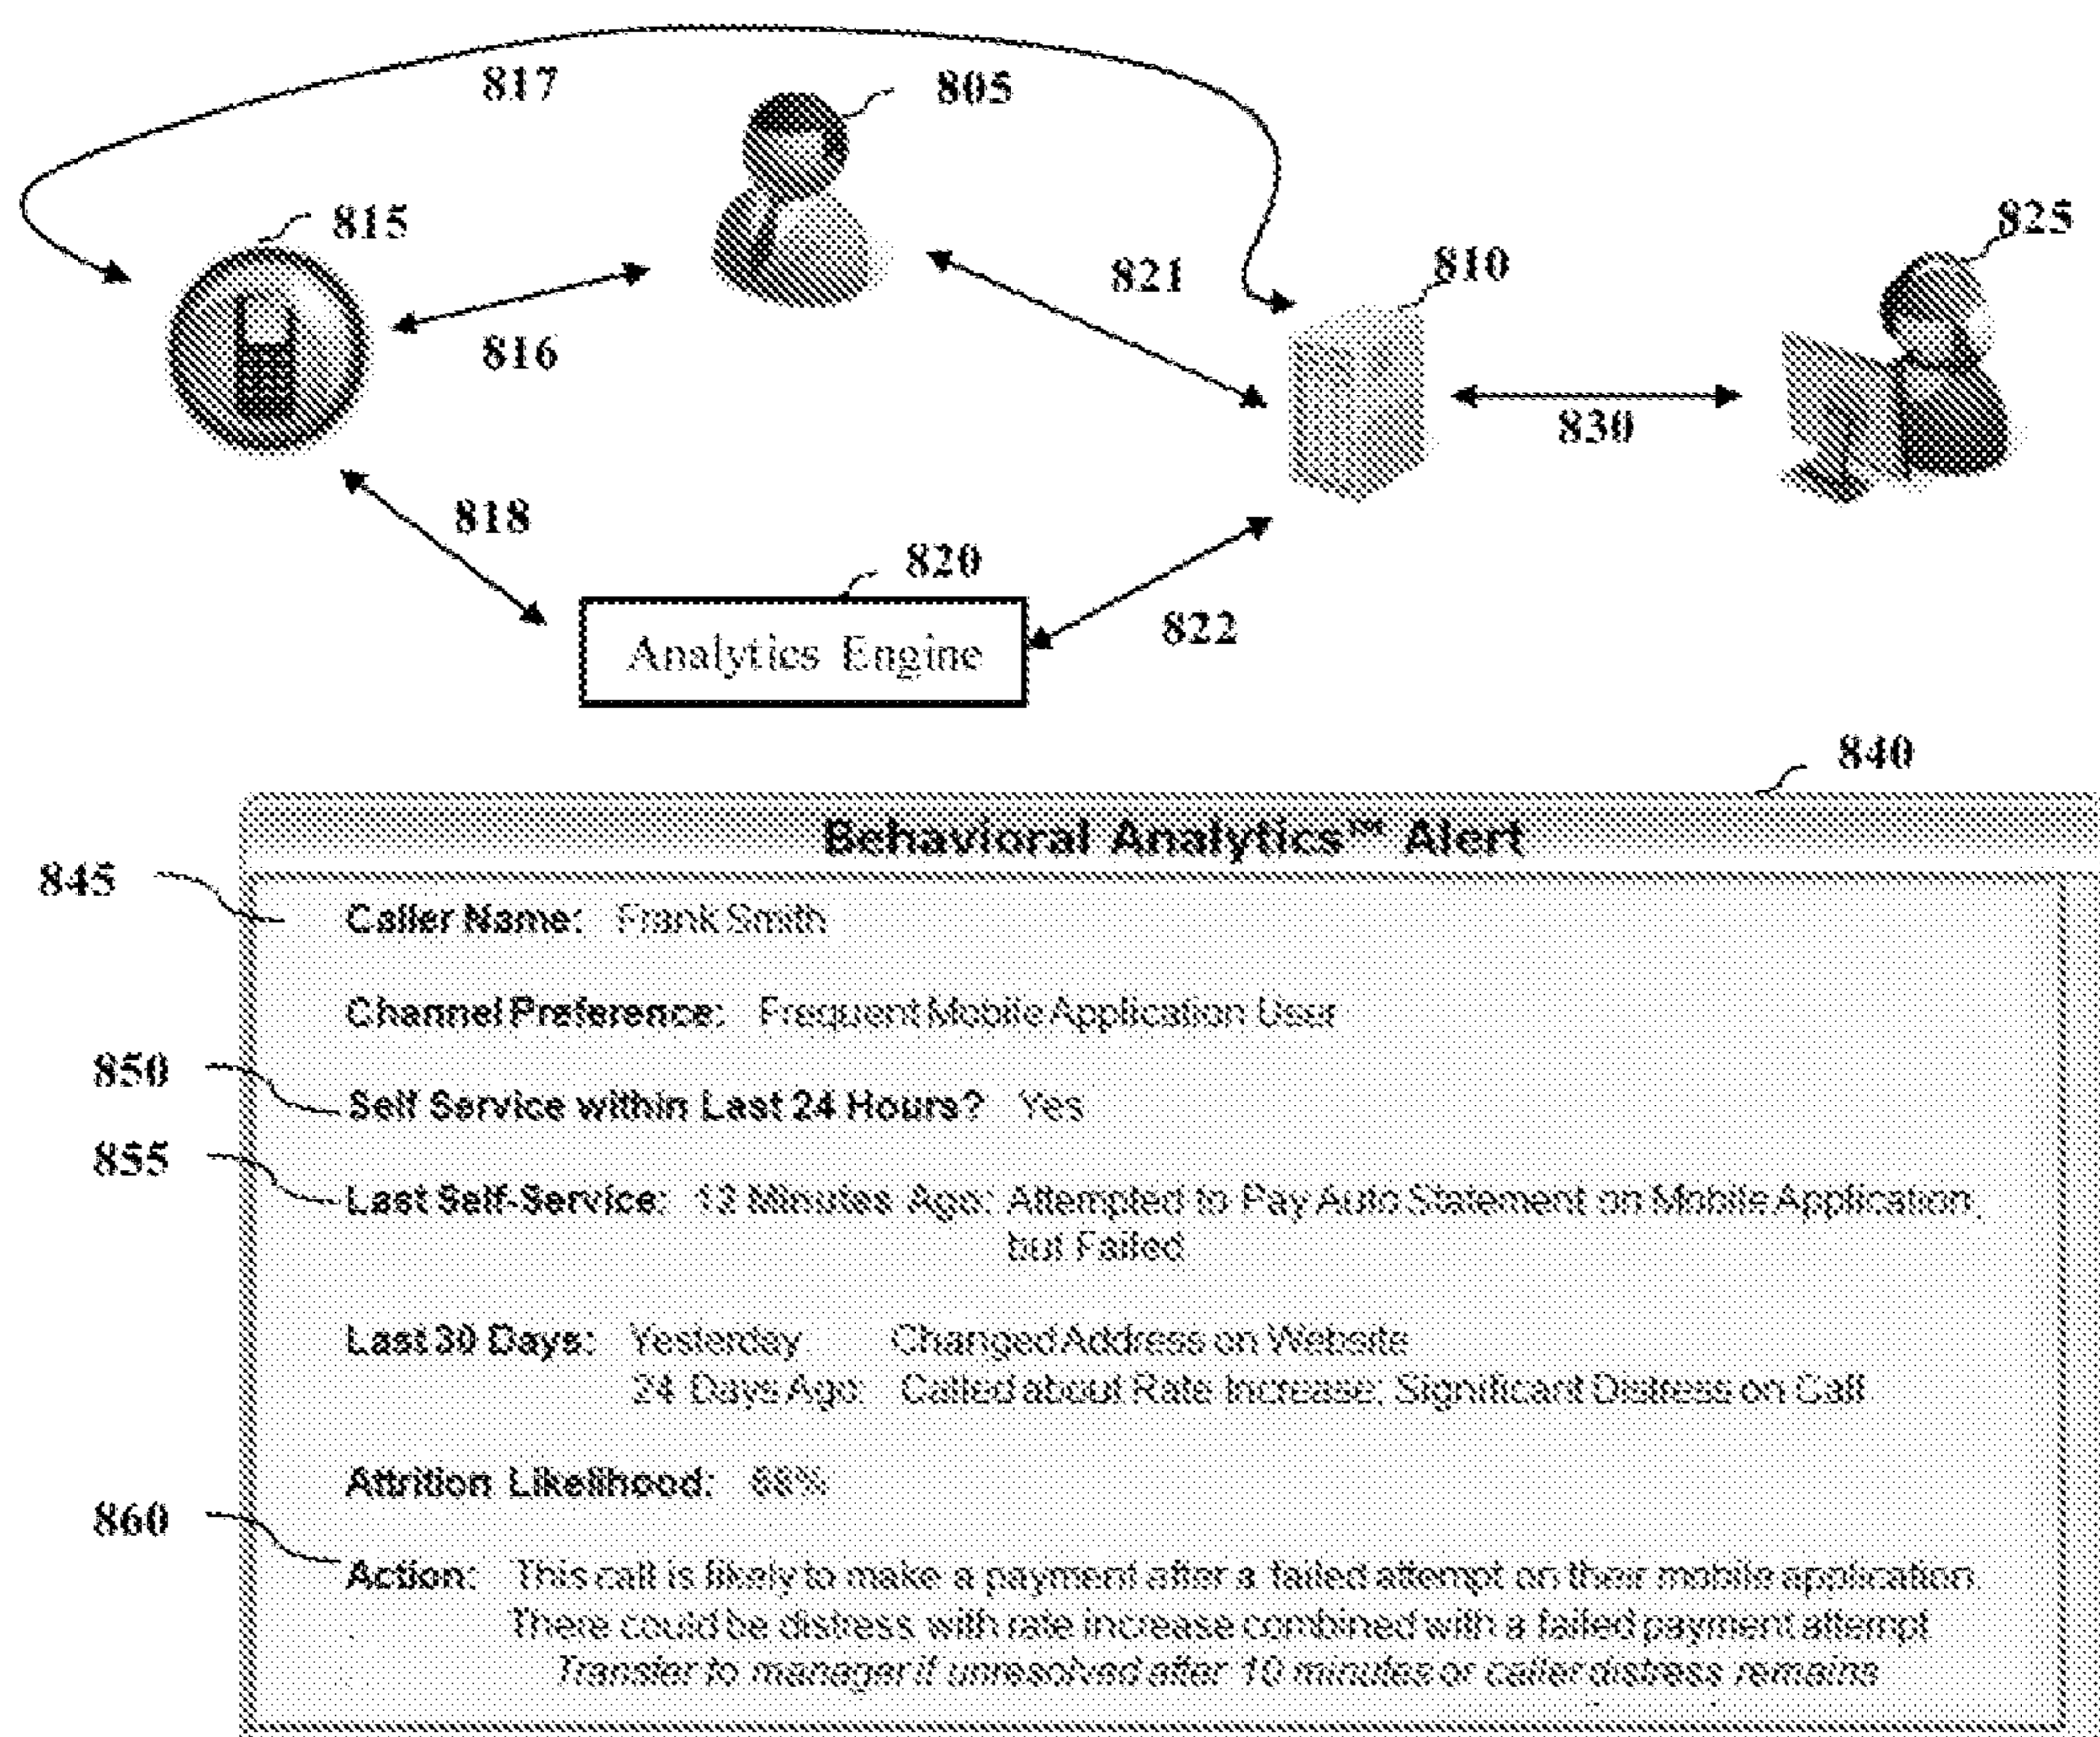 817
805
815
825
821
810
816
830
818
820
Analytics Engine
822
840
Behavioral Analytics™ Alert
845
Caller Name: Frank Smith
Channel Preference: Frequent Mobile Application User
850
Self Service within Last 24 Hours? Yes
855
Last Self-Service: 12 Minutes Ago: Attempted to Pay Auto Statement on Mobile Application,
but Failed
Last 30 Days: Yesterday Changed Address on Website
24 Days Ago: Called about Rate Increase; Significant Distress on Call
Attrition Likelihood:
860
Action: This call is likely to make a payment after a failed attempt on their mobile application.
There could be distress with rate increase combined with a failed payment attempt
Transfer to manager if unresolved after 10 minutes or caller distress remains